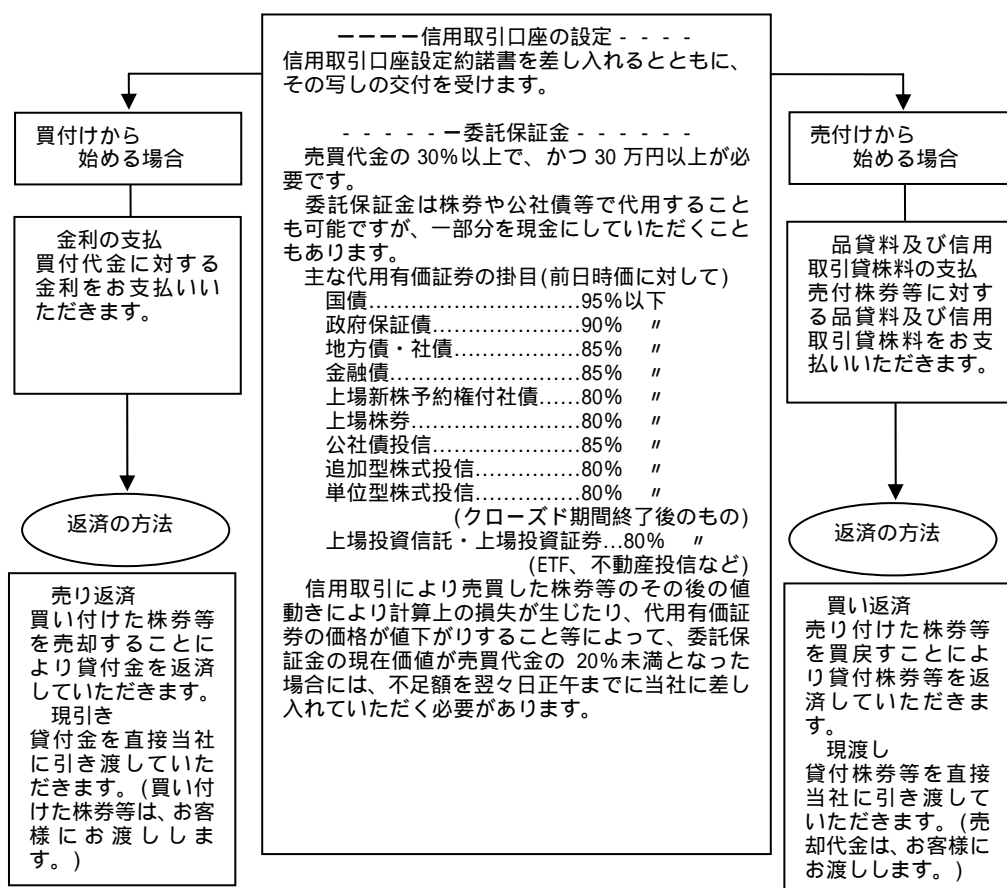 ーーーー信用取引口座の設定 - - - -
信用取引口座設定約諾書を差し入れるとともに、
その写しの交付を受けます。
- - - - - ー委託保証金 - - - - - -
売買代金の 30%以上で、かつ 30 万円以上が必
要です。
委託保証金は株券や公社債等で代用すること
も可能ですが、一部分を現金にしていただくこと
もあります。
主な代用有価証券の掛目(前日時価に対して)
国債…………………………95%以下
政府保証債…………………90% 〃
地方債・社債………………85% 〃
金融債………………………85% 〃
上場新株予約権付社債……80% 〃
上場株券……………………80% 〃
公社債投信…………………85% 〃
追加型株式投信……………80% 〃
単位型株式投信……………80% 〃
(クローズド期間終了後のもの)
上場投資信託・上場投資証券…80% 〃
(ETF、不動産投信など)
信用取引により売買した株券等のその後の値
動きにより計算上の損失が生じたり、代用有価証
券の価格が値下がりすること等によって、委託保
証金の現在価値が売買代金の 20%未満となった
場合には、不足額を翌々日正午までに当社に差し
入れていただく必要があります。
買付けから
始める場合
金利の支払
買付代金に対する
金利をお支払いい
ただきます。
返済の方法
売り返済
買い付けた株券等
を売却することに
より貸付金を返済
していただきます。
現引き
貸付金を直接当社
に引き渡していた
だきます。(買い付
けた株券等は、お客
様にお渡ししま
す。)
売付けから
始める場合
品貸料及び信用
取引貸株料の支払
売付株券等に対す
る品貸料及び信用
取引貸株料をお支
払いいただきます。
返済の方法
買い返済
売り付けた株券等
を買戻すことによ
り貸付株券等を返
済していただきま
す。
現渡し
貸付株券等を直接
当社に引き渡して
いただきます。(売
却代金は、お客様に
お渡しします。)